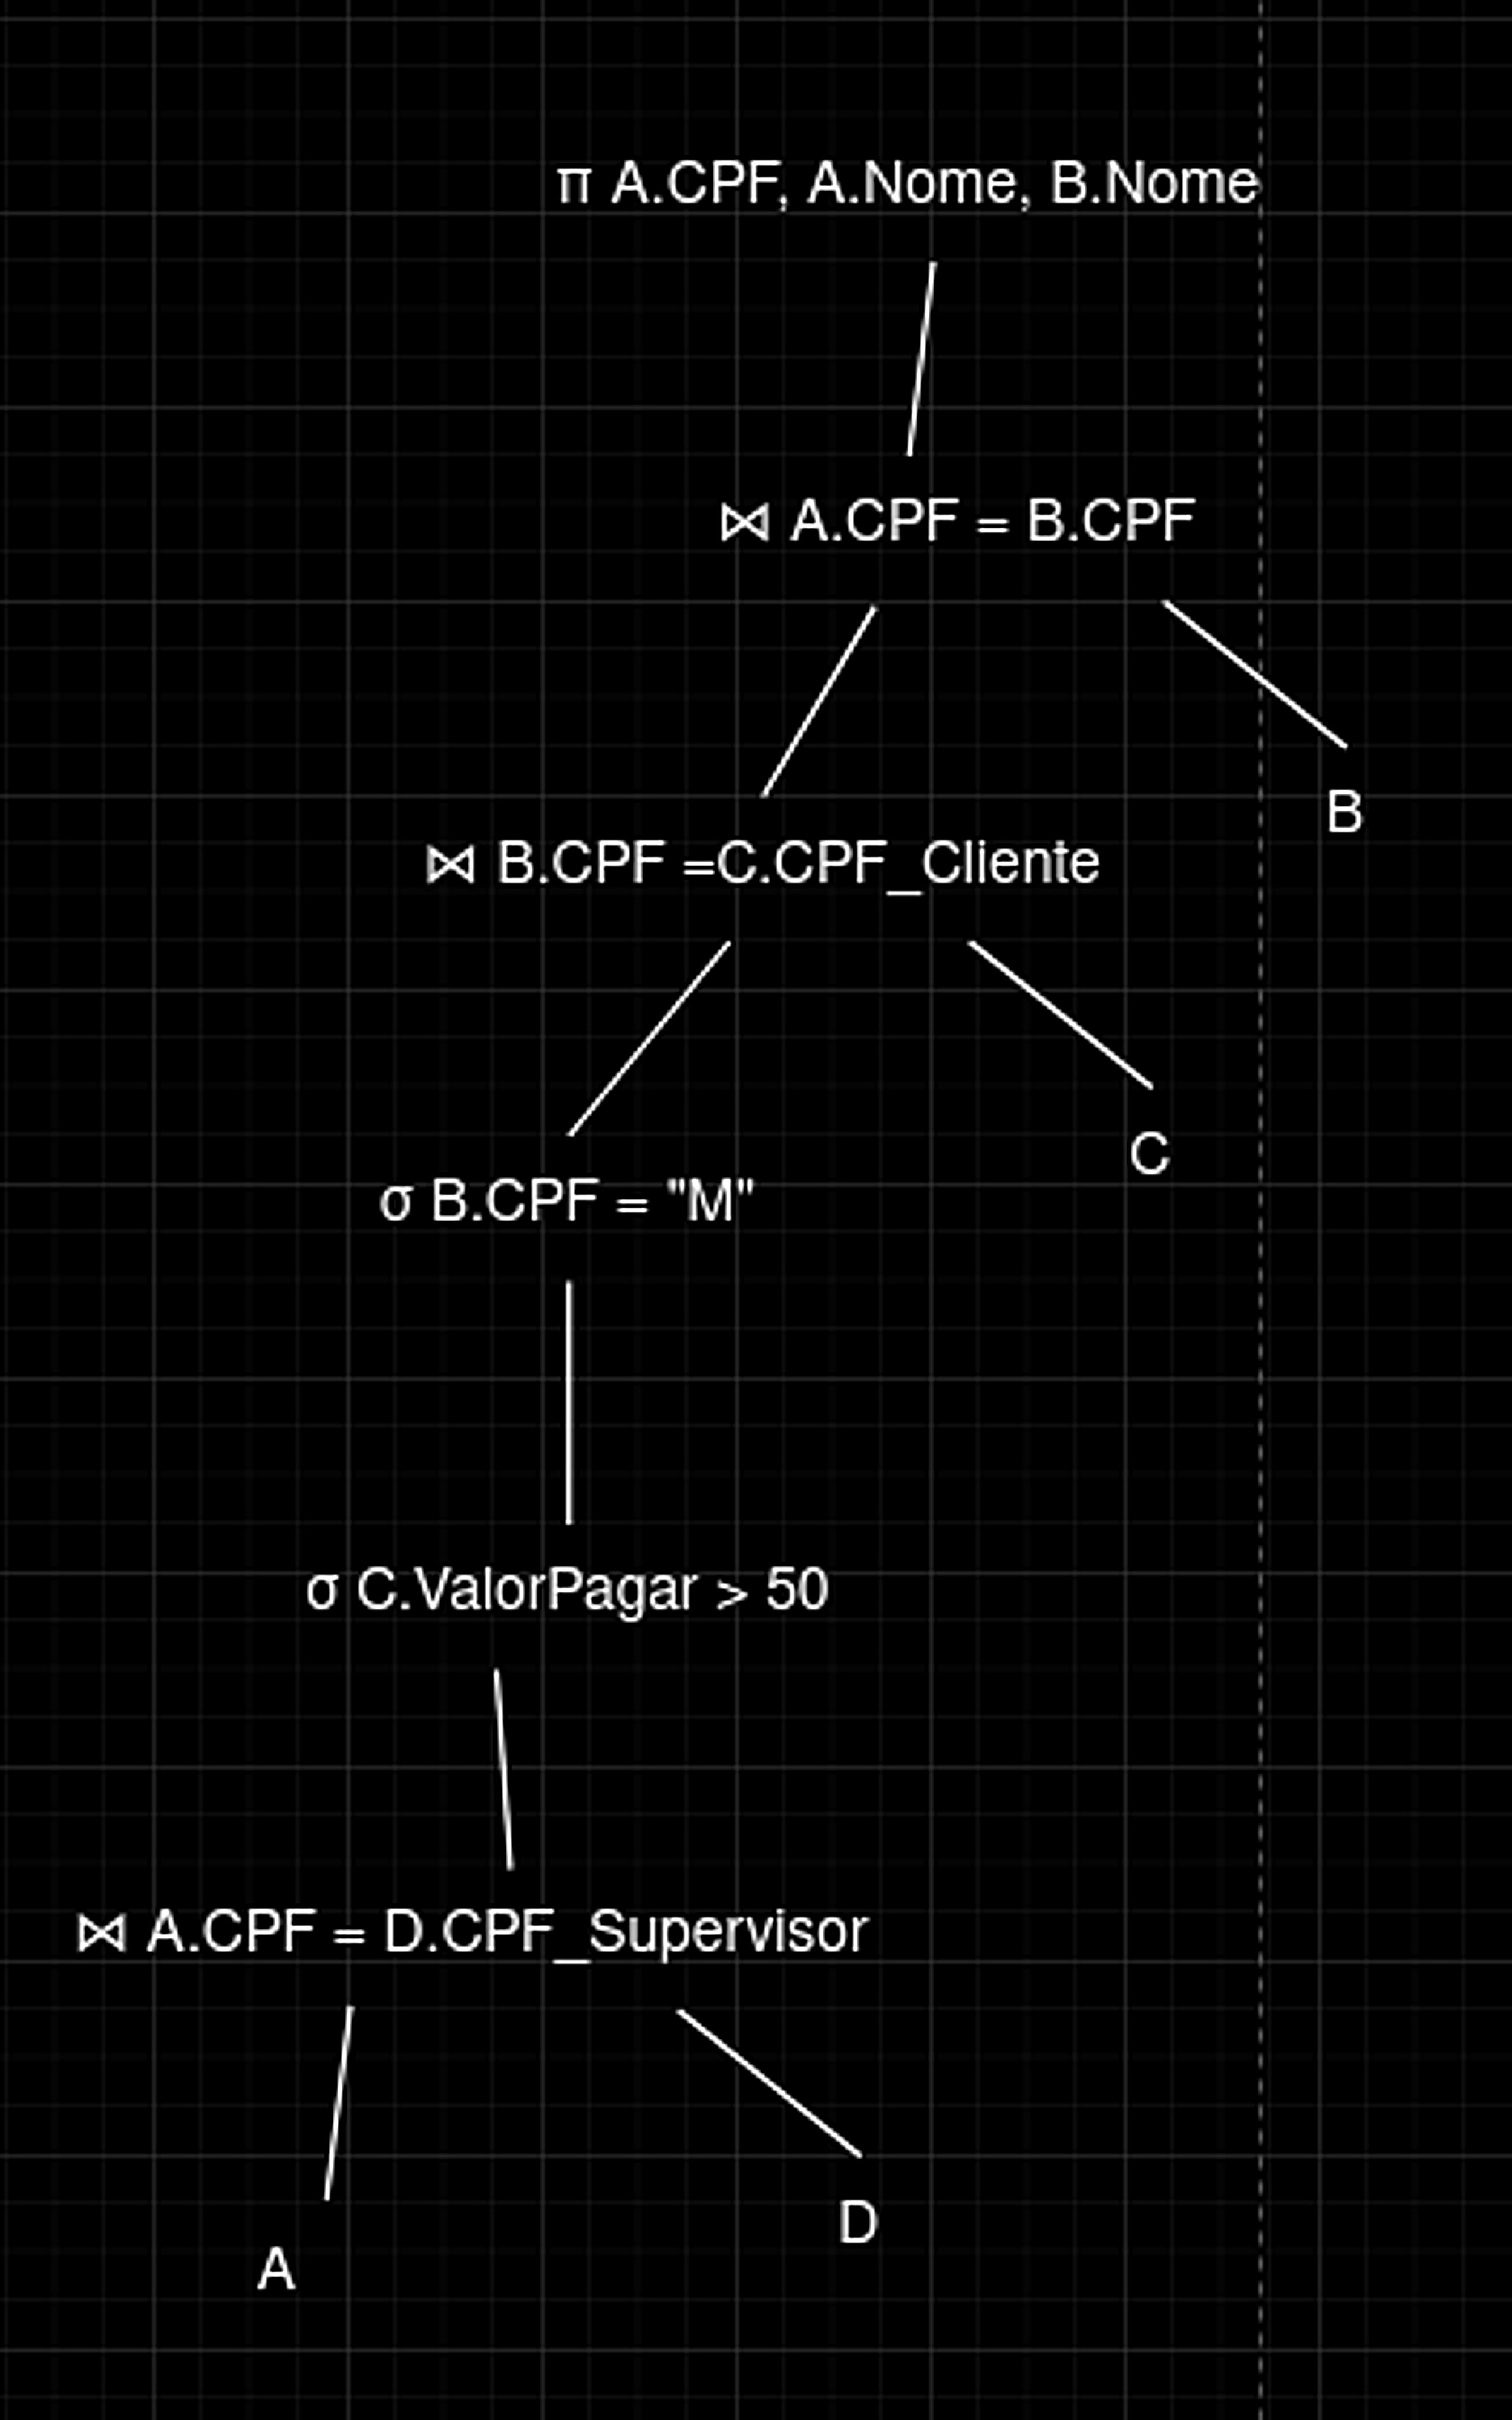 π A.CPF, A.Nome, B.Nome
⋈ A.CPF = B.CPF
B
⋈ B.CPF =C.CPF_Cliente
C
σ B.CPF = "M"
σ C.ValorPagar > 50
⋈ A.CPF = D.CPF_Supervisor
D
A